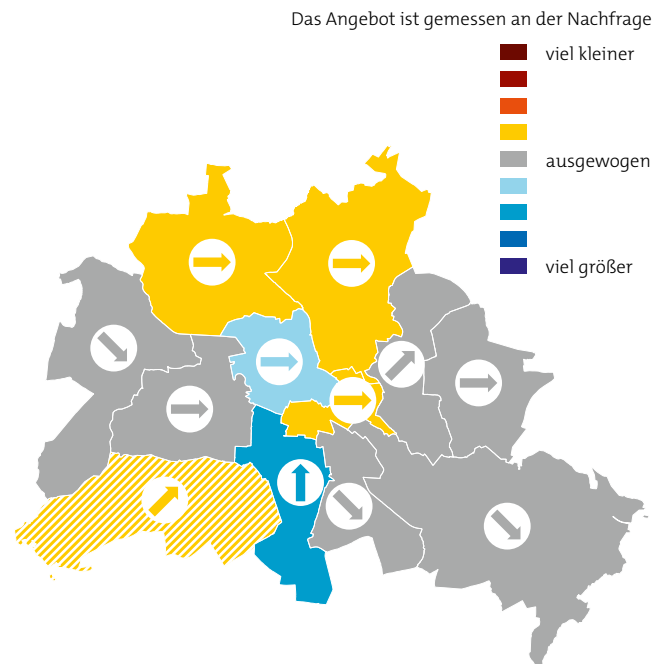 Das Angebot ist gemessen an der Nachfrage
viel kleiner
ausgewogen
viel größer